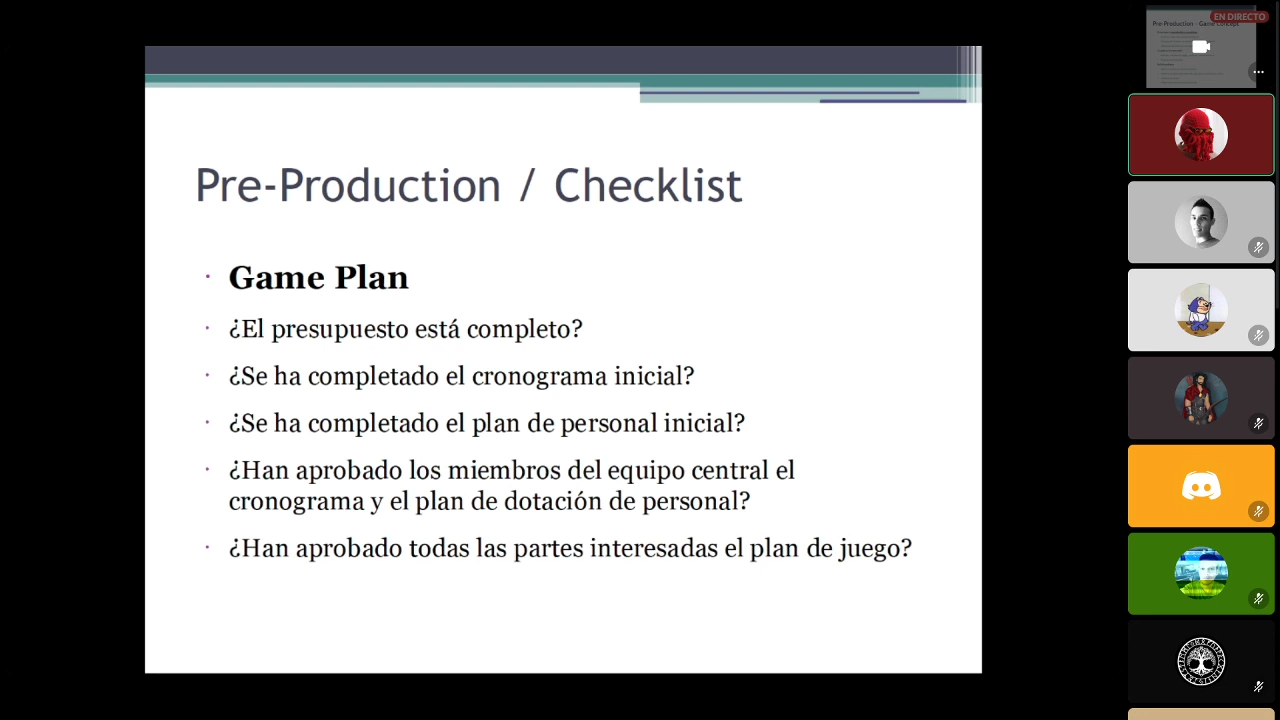 EN DIRECTO
Pre-Production / Checklist
Game Plan
¿El presupuesto está completo?
¿Se ha completado el cronograma inicial?
¿Se ha completado el plan de personal inicial?
¿Han aprobado los miembros del equipo central el
cronograma y el plan de dotación de personal?
¿Han aprobado todas las partes interesadas el plan de juego?